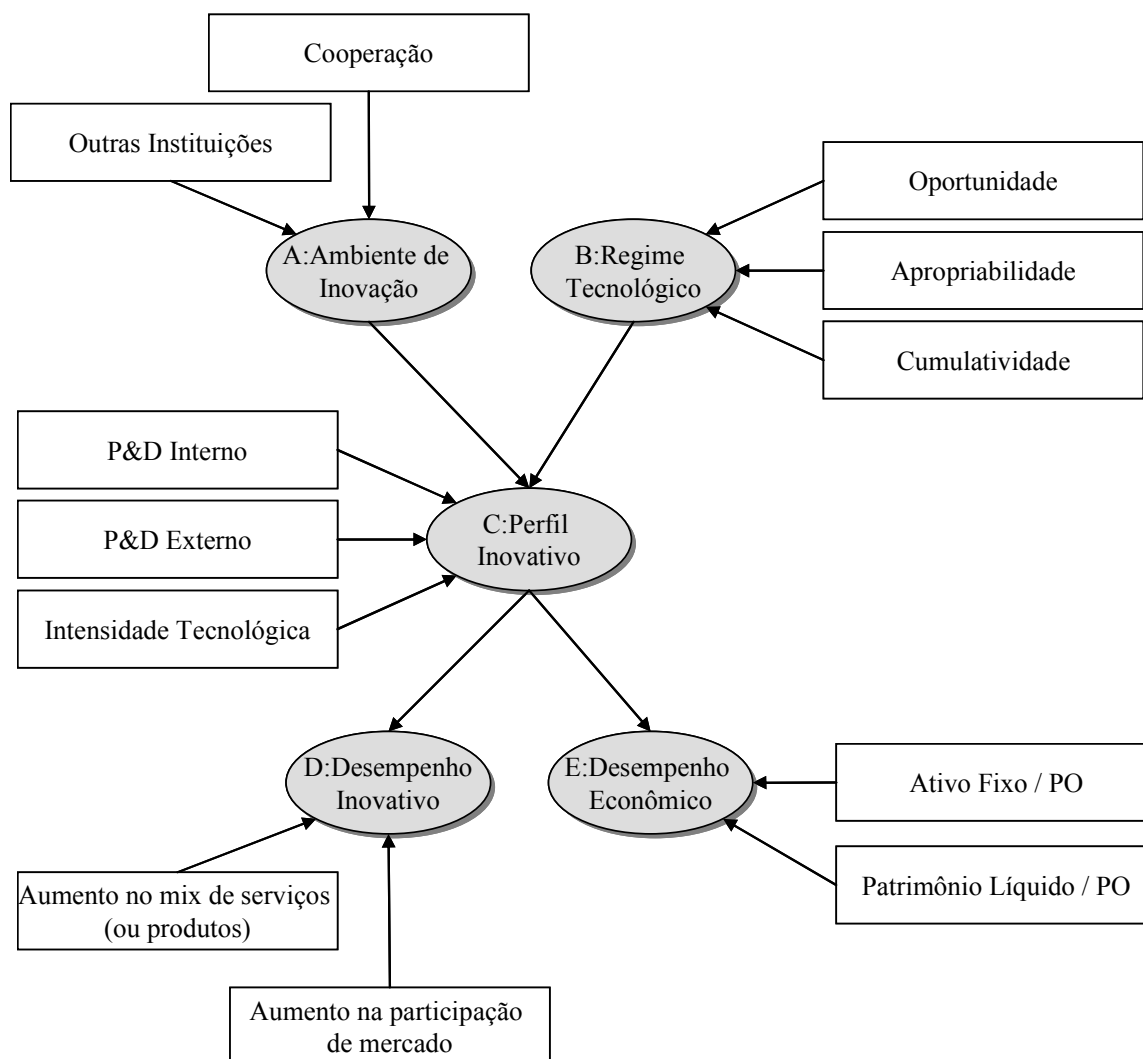 Cooperação
Outras Instituições
Oportunidade
A:Ambiente de
Inovação
B:Regime
Tecnológico
Apropriabilidade
Cumulatividade
P&D Interno
P&D Externo
C:Perfil
Inovativo
Intensidade Tecnológica
D:Desempenho
Inovativo
E:Desempenho
Econômico
Ativo Fixo / PO
Patrimônio Líquido / PO
Aumento no mix de serviços
(ou produtos)
Aumento na participação
de mercado